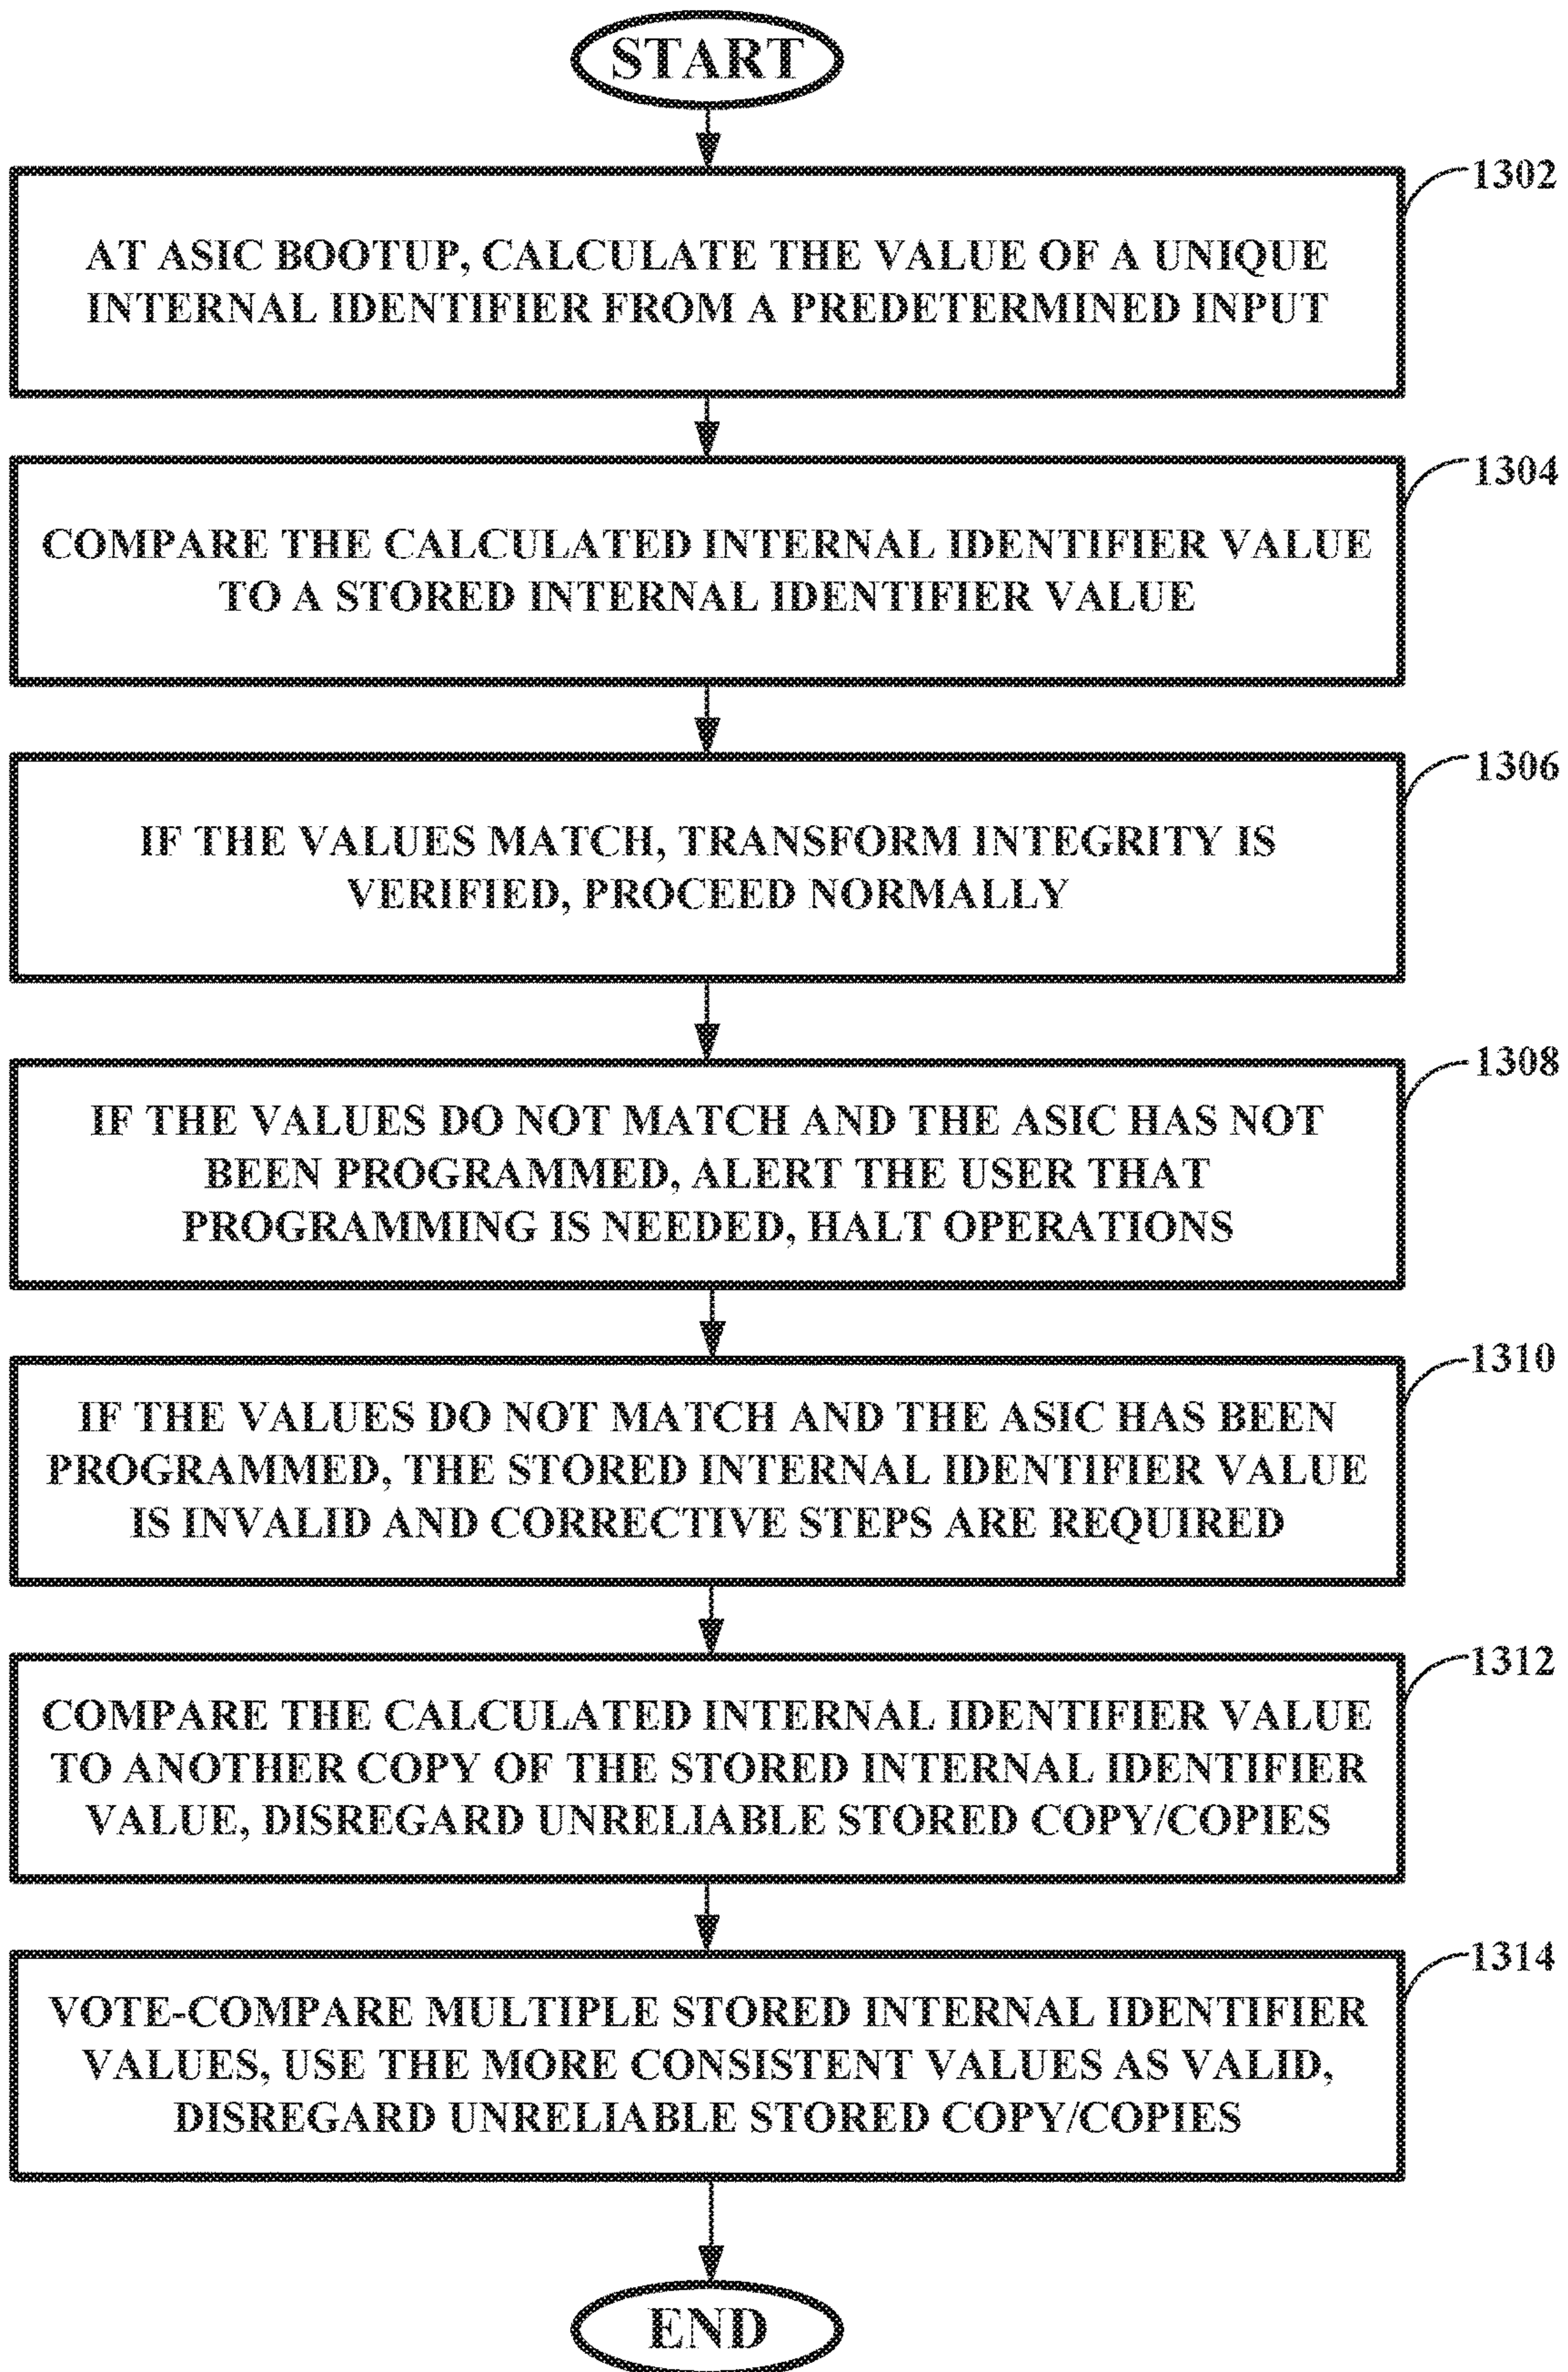 START
1302
AT ASIC BOOTUP, CALCULATE THE VALUE OF A UNIQUE
INTERNAL IDENTIFIER FROM A PREDETERMINED INPUT
1304
COMPARE THE CALCULATED INTERNAL IDENTIFIER VALUE
TO A STORED INTERNAL IDENTIFIER VALUE
1306
IF THE VALUES MATCH, TRANSFORM INTEGRITY IS
VERIFIED, PROCEED NORMALLY
1308
IF THE VALUES DO NOT MATCH AND THE ASIC HAS NOT
BEEN PROGRAMMED, ALERT THE USER THAT
PROGRAMMING IS NEEDED, HALT OPERATIONS
1310
IF THE VALUES DO NOT MATCH AND THE ASIC HAS BEEN
PROGRAMMED, THE STORED INTERNAL IDENTIFIER VALUE
IS INVALID AND CORRECTIVE STEPS ARE REQUIRED
1312
COMPARE THE CALCULATED INTERNAL IDENTIFIER VALUE
TO ANOTHER COPY OF THE STORED INTERNAL IDENTIFIER
VALUE, DISREGARD UNRELIABLE STORED COPY/COPIES
1314
VOTE-COMPARE MULTIPLE STORED INTERNAL IDENTIFIER
VALUES, USE THE MORE CONSISTENT VALUES AS VALID,
DISREGARD UNRELIABLE STORED COPY/COPIES
END